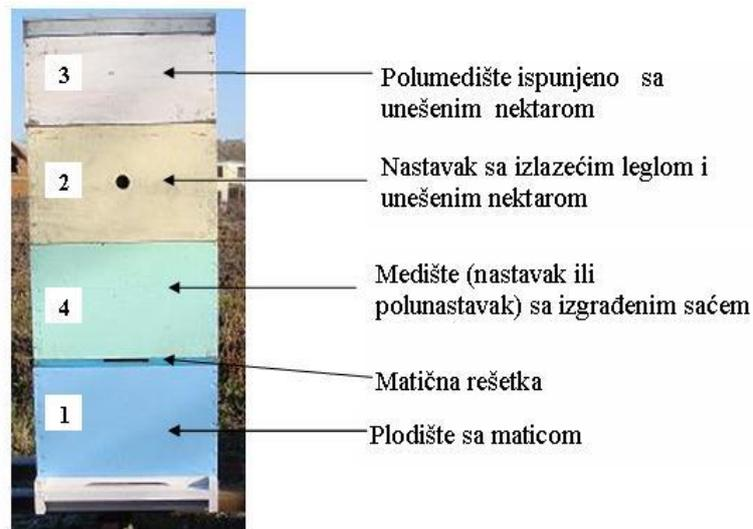 3
Polumedište ispunjeno sa
unešenim nektarom
2
Nastavak sa izlazećim leglom i
unešenim nektarom
4
Medište (nastavak ili
polunastavak) sa izgrađenim saćem
Matična rešetka
1
Plodište sa maticom